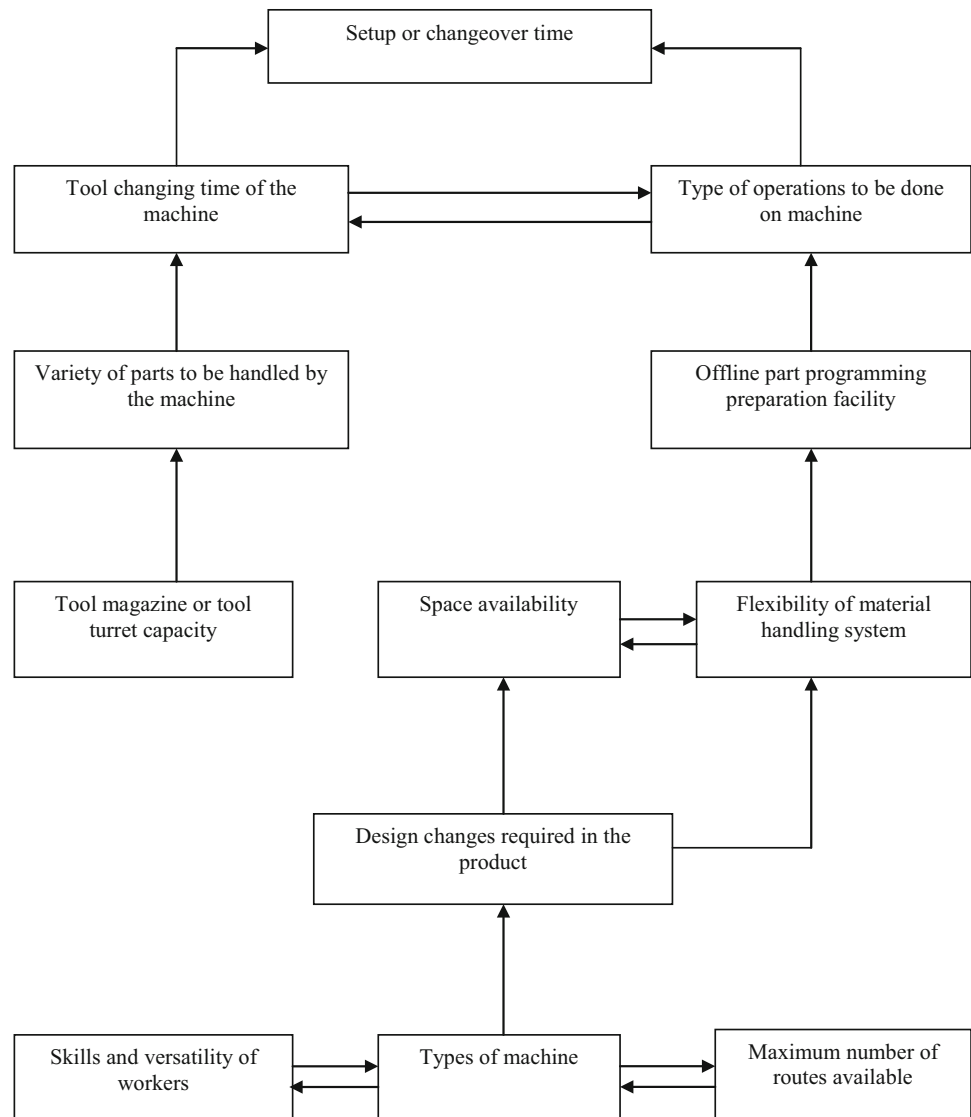 Setup or changeover time
Tool changing time of the
machine
Type of operations to be done
on machine
Variety of parts to be handled by
the machine
Offline part programming
preparation facility
Tool magazine or tool
turret capacity
Space availability
Flexibility of material
handling system
Design changes required in the
product
Skills and versatility of
workers
Types of machine
Maximum number of
routes available